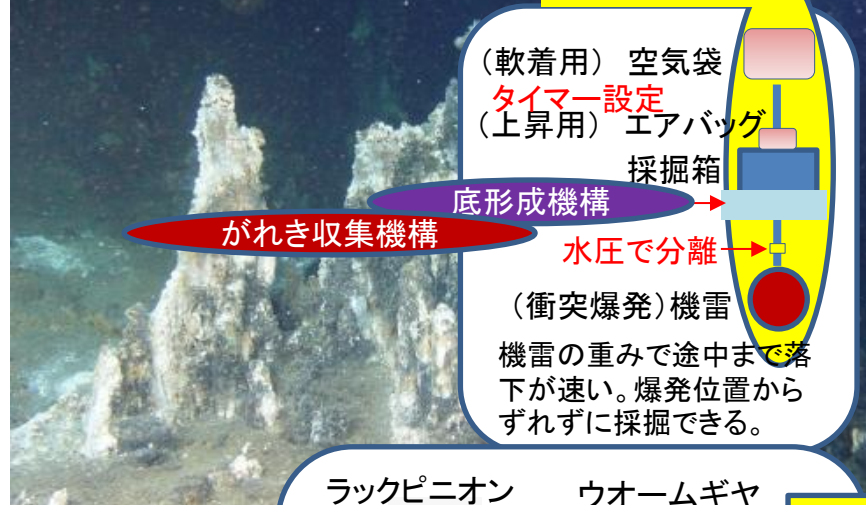 （軟着用） 空気袋
タイマー設定
（上昇用） エアバッグ
採掘箱
底形成機構
がれき収集機構
水圧で分離
（衝突爆発）機雷
機雷の重みで途中まで落
下が速い。爆発位置から
ずれずに採掘できる。
ラックピニオン ウオームギヤ